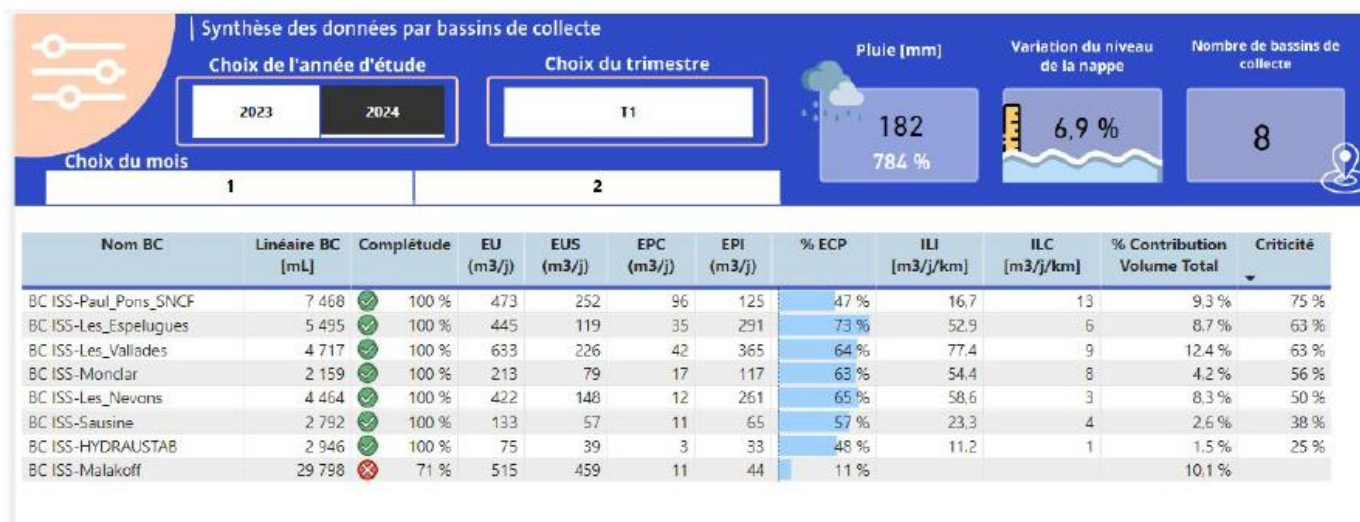 Synthèse des données par bassins de collecte
Choix de l'année d'étude
Choix du trimestre
Pluie [mm]
Variation du niveau de la nappe
Nombre de bassins de collecte
2023 2024
T1
182
784 %
6,9 %
8
Choix du mois
1 2
Nom BC Linéaire BC [mL] Complétude EU (m3/j) EUS (m3/j) EPC (m3/j) EPI (m3/j) % ECP ILI [m3/j/km] ILC [m3/j/km] % Contribution Volume Total Criticité
BC ISS-Paul_Pons_SNCF 7 468 100 % 473 252 96 125 47 % 16,7 13 9,3 % 75 %
BC ISS-Les_Espelugues 5 495 100 % 445 119 35 291 73 % 52,9 6 8,7 % 63 %
BC ISS-Les_Vallades 4 717 100 % 633 226 42 365 64 % 77,4 9 12,4 % 63 %
BC ISS-Monclar 2 159 100 % 213 79 17 117 63 % 54,4 8 4,2 % 56 %
BC ISS-Les_Nevons 4 464 100 % 422 148 12 261 65 % 58,6 3 8,3 % 50 %
BC ISS-Sausine 2 792 100 % 133 57 11 65 57 % 23,3 4 2,6 % 38 %
BC ISS-HYDRAUSTAB 2 946 100 % 75 39 3 33 48 % 11,2 1 1,5 % 25 %
BC ISS-Malakoff 29 798 71 % 515 459 11 44 11 % 10,1 %